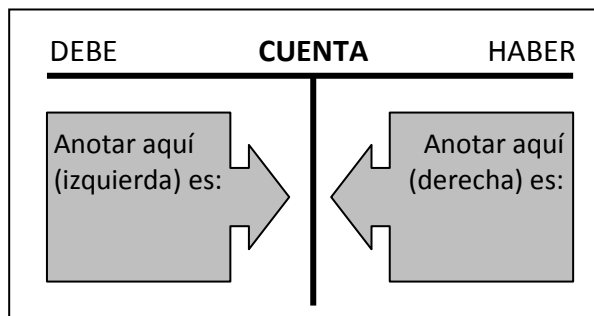 DEBE CUENTA HABER
Anotar aquí
(izquierda) es:
Anotar aquí
(derecha) es: